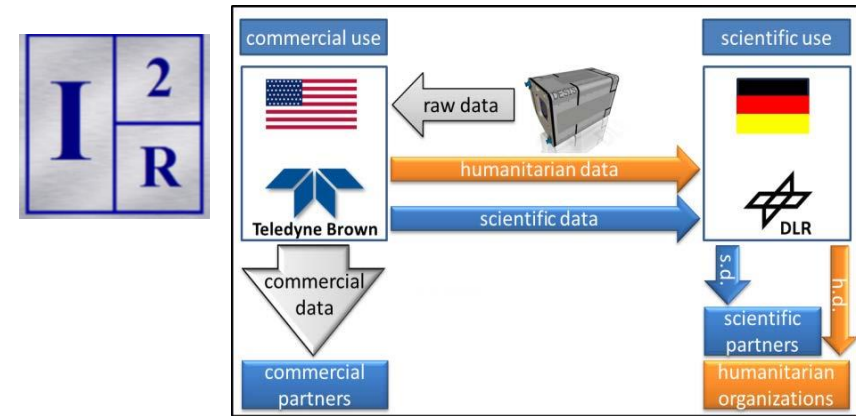 I
2
R
commercial use
scientific use
raw data
humanitarian data
scientific data
Teledyne Brown
DLR
commercial
data
s.d.
h.d.
scientific
partners
commercial
partners
humanitarian
organizations